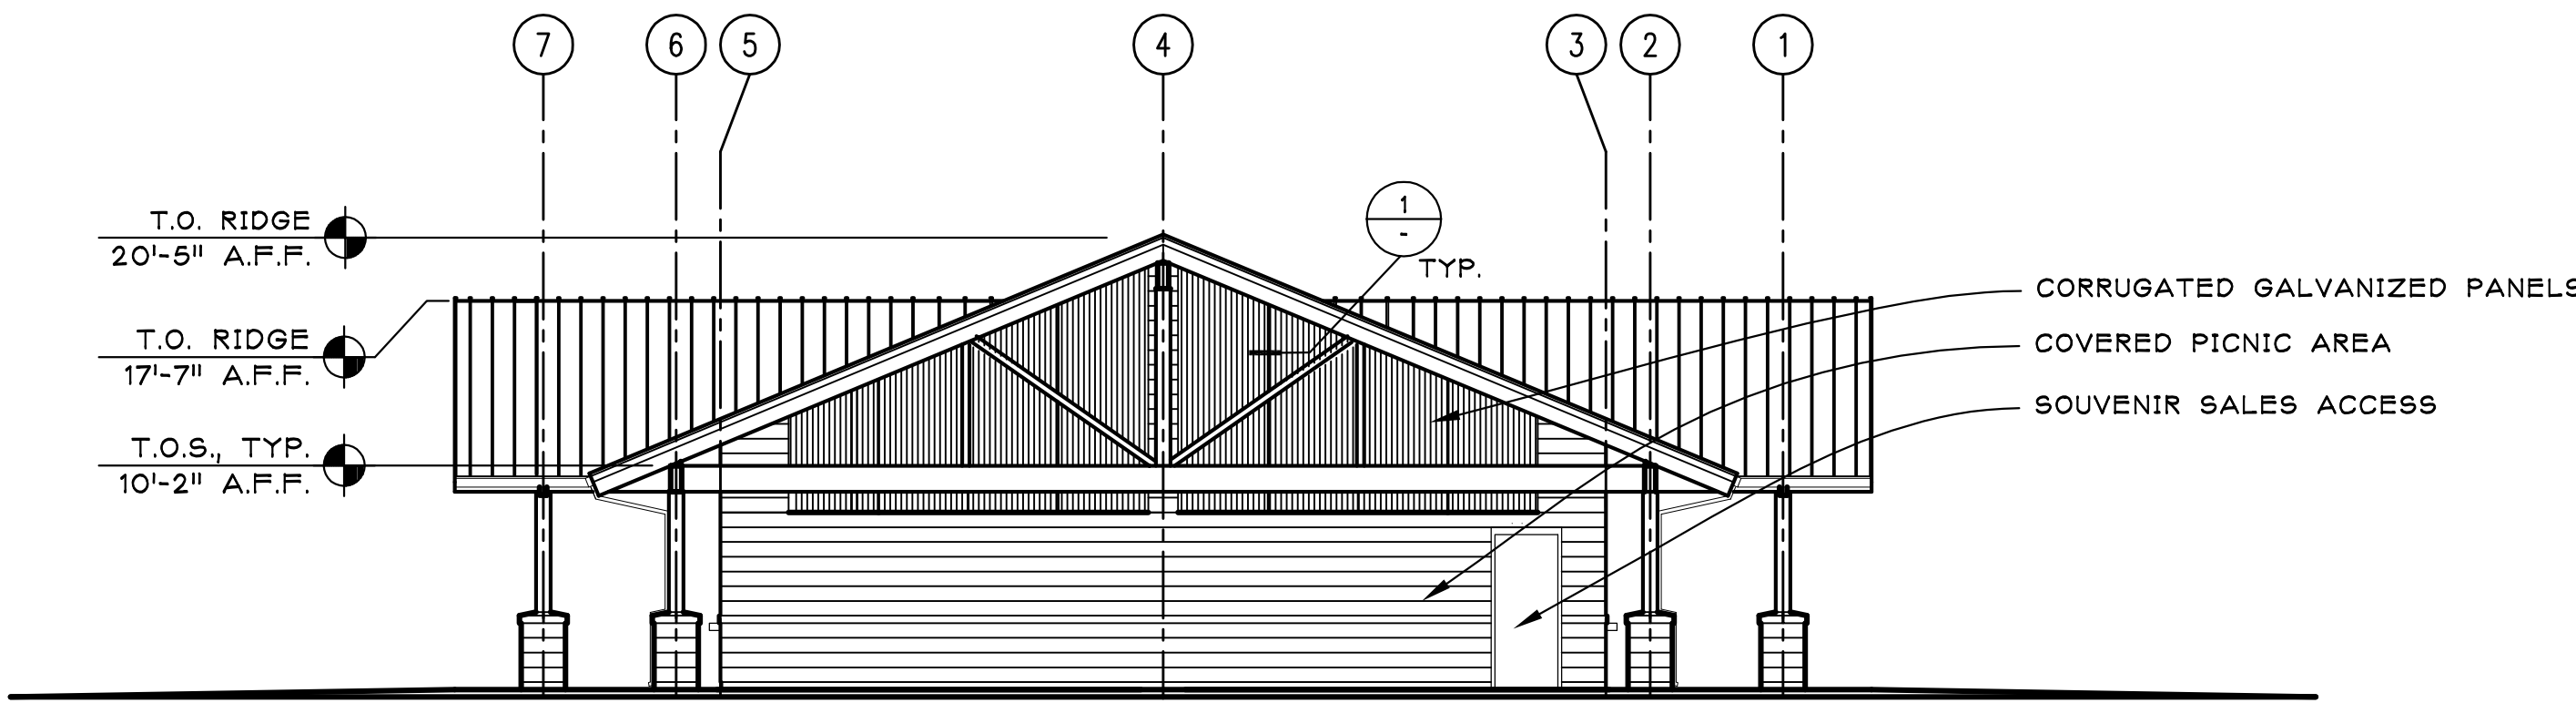 7 6 5 4 3 2 1
T.O. RIDGE
20'-5" A.F.F.
1
-
TYP.
T.O. RIDGE
17'-7" A.F.F.
T.O.S., TYP.
10'-2" A.F.F.
CORRUGATED GALVANIZED PANELS
COVERED PICNIC AREA
SOUVENIR SALES ACCESS